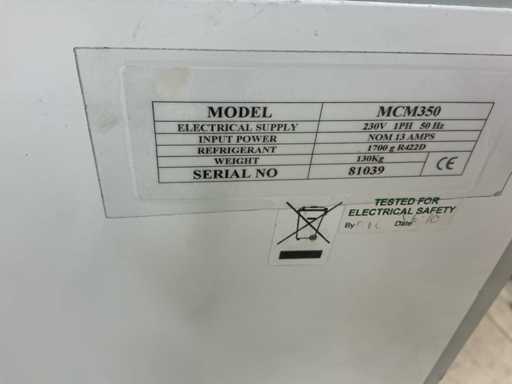 MODEL MCM350
ELECTRICAL SUPPLY 230V 1PH 50 Hz
INPUT POWER NOM 13 AMPS
REFRIGERANT 1700 g R422D
WEIGHT 130Kg
SERIAL NO 81039
CE
TESTED FOR
ELECTRICAL SAFETY
By Date